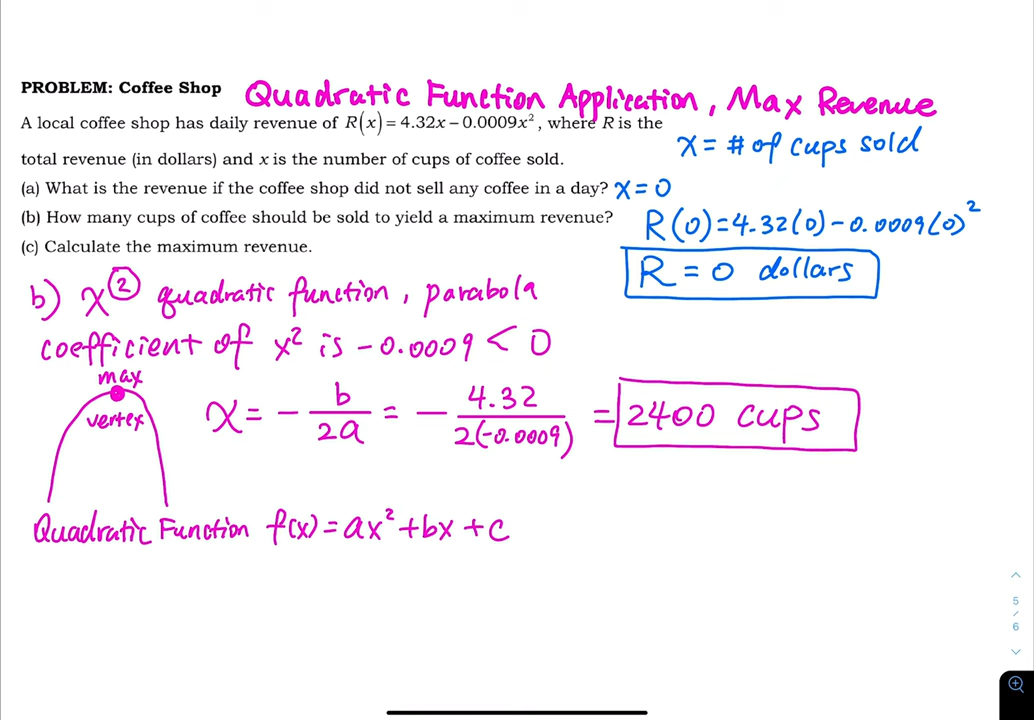 PROBLEM: Coffee Shop Quadratic Function Application, Max Revenue
A local coffee shop has daily revenue of R(x) = 4.32x − 0.0009x², where R is the
x = # of cups sold
total revenue (in dollars) and x is the number of cups of coffee sold.
(a) What is the revenue if the coffee shop did not sell any coffee in a day? x = 0
(b) How many cups of coffee should be sold to yield a maximum revenue?
R(0) = 4.32(0) − 0.0009(0)²
(c) Calculate the maximum revenue.
R = 0 dollars
b) x² quadratic function, parabola
coefficient of x² is −0.0009 < 0
max
vertex
x = − b/2a = − 4.32/2(−0.0009) = 2400 cups
Quadratic Function f(x) = ax² + bx + c
5
/
6